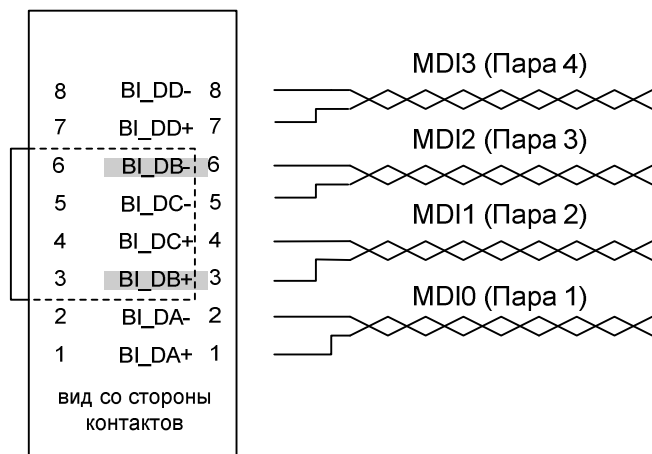 MDI3 (Пара 4)
8 BI_DD- 8
7 BI_DD+ 7
MDI2 (Пара 3)
6 BI_DB- 6
5 BI_DC- 5
MDI1 (Пара 2)
4 BI_DC+ 4
3 BI_DB+ 3
MDI0 (Пара 1)
2 BI_DA- 2
1 BI_DA+ 1
вид со стороны
контактов